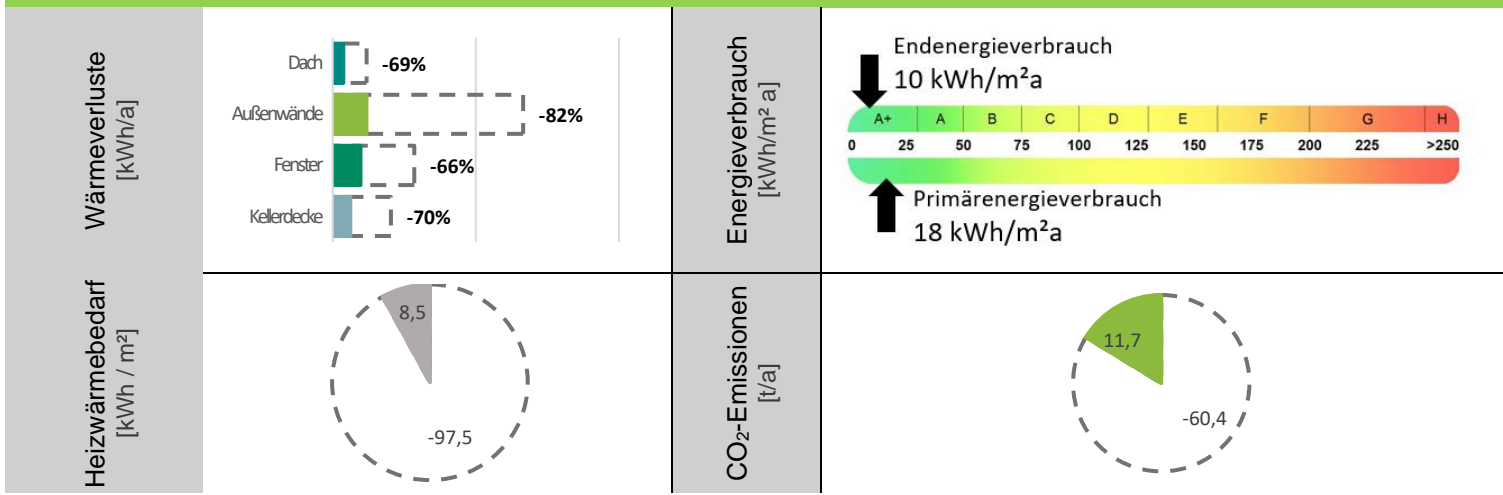 Wärmeverluste
[kWh/a]
Dach
-69%
Außenwände
-82%
Fenster
-66%
Kellerdecke
-70%
Energieverbrauch
[kWh/m² a]
Endenergieverbrauch
10 kWh/m²a
A+ A B C D E F G H
0 25 50 75 100 125 150 175 200 225 >250
Primärenergieverbrauch
18 kWh/m²a
Heizwärmebedarf
[kWh / m²]
8,5
-97,5
CO₂-Emissionen
[t/a]
11,7
-60,4